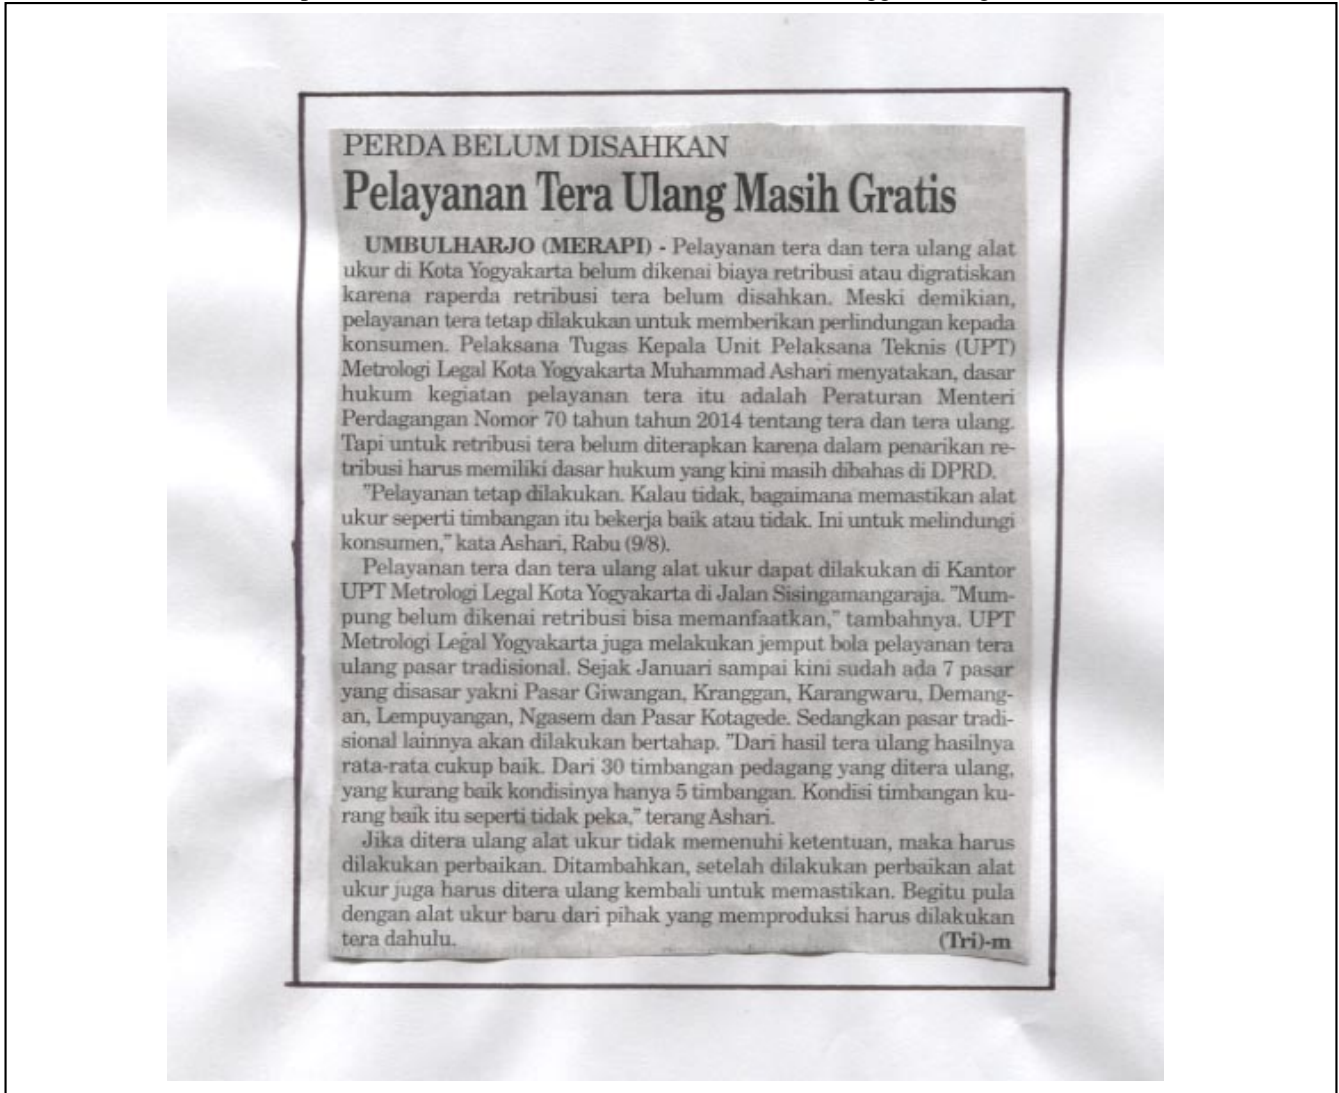 PERDA BELUM DISAHKAN
Pelayanan Tera Ulang Masih Gratis
UMBULHARJO (MERAPI) - Pelayanan tera dan tera ulang alat
ukur di Kota Yogyakarta belum dikenai biaya retribusi atau digratiskan
karena raperda retribusi tera belum disahkan. Meski demikian,
pelayanan tera tetap dilakukan untuk memberikan perlindungan kepada
konsumen. Pelaksana Tugas Kepala Unit Pelaksana Teknis (UPT)
Metrologi Legal Kota Yogyakarta Muhammad Ashari menyatakan, dasar
hukum kegiatan pelayanan tera itu adalah Peraturan Menteri
Perdagangan Nomor 70 tahun tahun 2014 tentang tera dan tera ulang.
Tapi untuk retribusi tera belum diterapkan karena dalam penarikan re-
tribusi harus memiliki dasar hukum yang kini masih dibahas di DPRD.
"Pelayanan tetap dilakukan. Kalau tidak, bagaimana memastikan alat
ukur seperti timbangan itu bekerja baik atau tidak. Ini untuk melindungi
konsumen," kata Ashari, Rabu (9/8).
Pelayanan tera dan tera ulang alat ukur dapat dilakukan di Kantor
UPT Metrologi Legal Kota Yogyakarta di Jalan Sisingamangaraja. "Mum-
pung belum dikenai retribusi bisa memanfaatkan," tambahnya. UPT
Metrologi Legal Yogyakarta juga melakukan jemput bola pelayanan tera
ulang pasar tradisional. Sejak Januari sampai kini sudah ada 7 pasar
yang disasar yakni Pasar Giwangan, Kranggan, Karangwaru, Demang-
an, Lempuyangan, Ngasem dan Pasar Kotagede. Sedangkan pasar tradi-
sional lainnya akan dilakukan bertahap. "Dari hasil tera ulang hasilnya
rata-rata cukup baik. Dari 30 timbangan pedagang yang ditera ulang,
yang kurang baik kondisinya hanya 5 timbangan. Kondisi timbangan ku-
rang baik itu seperti tidak peka," terang Ashari.
Jika ditera ulang alat ukur tidak memenuhi ketentuan, maka harus
dilakukan perbaikan. Ditambahkan, setelah dilakukan perbaikan alat
ukur juga harus ditera ulang kembali untuk memastikan. Begitu pula
dengan alat ukur baru dari pihak yang memproduksi harus dilakukan
tera dahulu. (Tri)-m